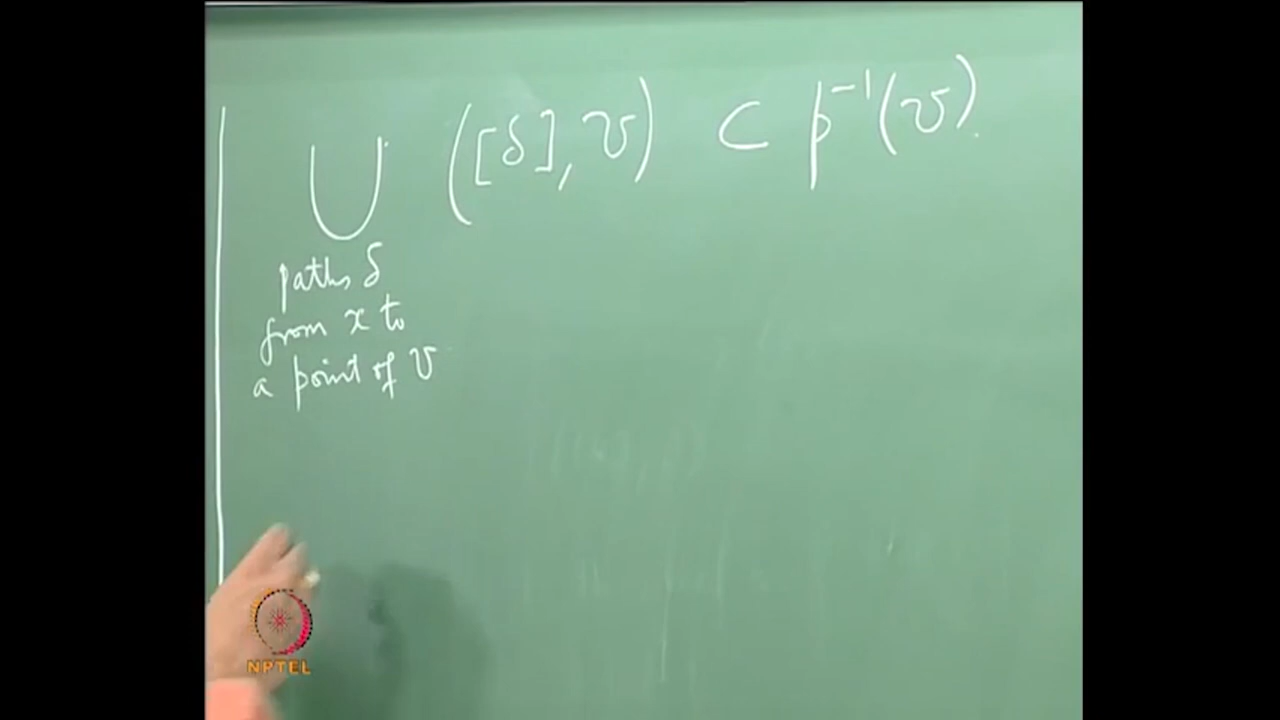 ∪ ([δ], U) ⊂ p⁻¹(U).
paths δ
from x to
a point of U
NPTEL